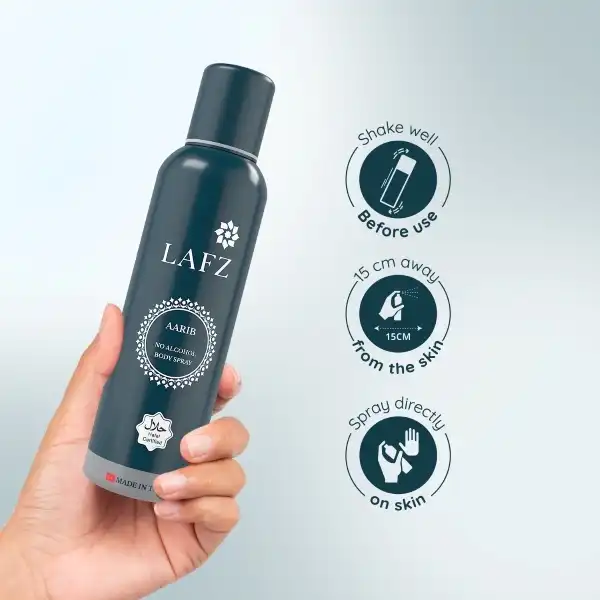 LAFZ
AARIB
NO ALCOHOL
BODY SPRAY
حلال
Halal
Certified
MADE IN
Shake well
Before use
15 cm away
15CM
from the skin
Spray directly
on skin